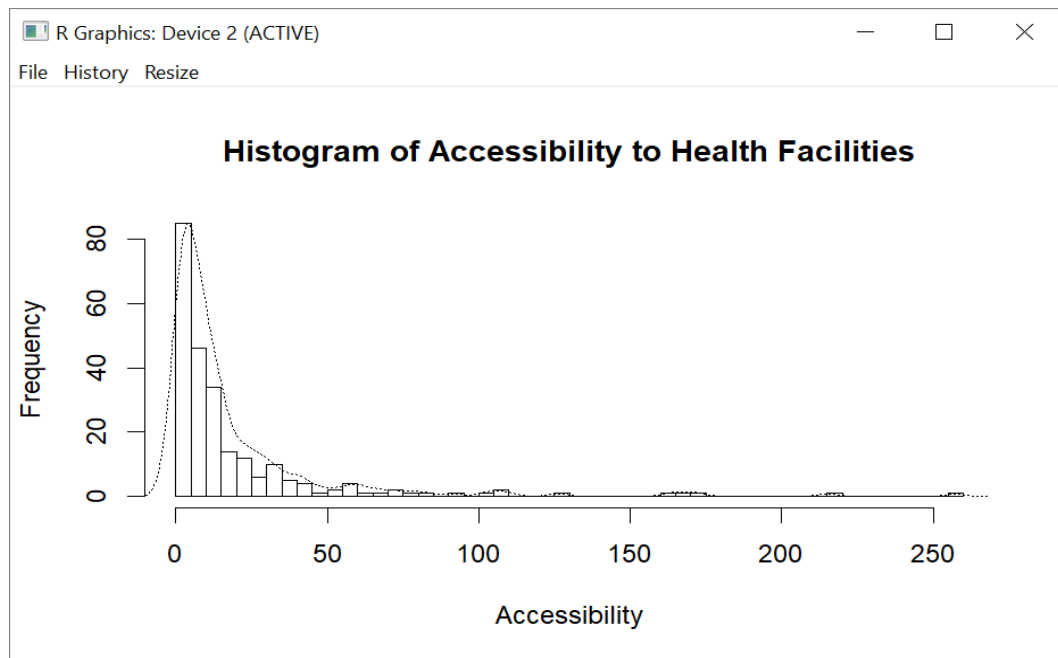 R Graphics: Device 2 (ACTIVE)
File History Resize
Histogram of Accessibility to Health Facilities
80
60
40
20
0
Frequency
0 50 100 150 200 250
Accessibility